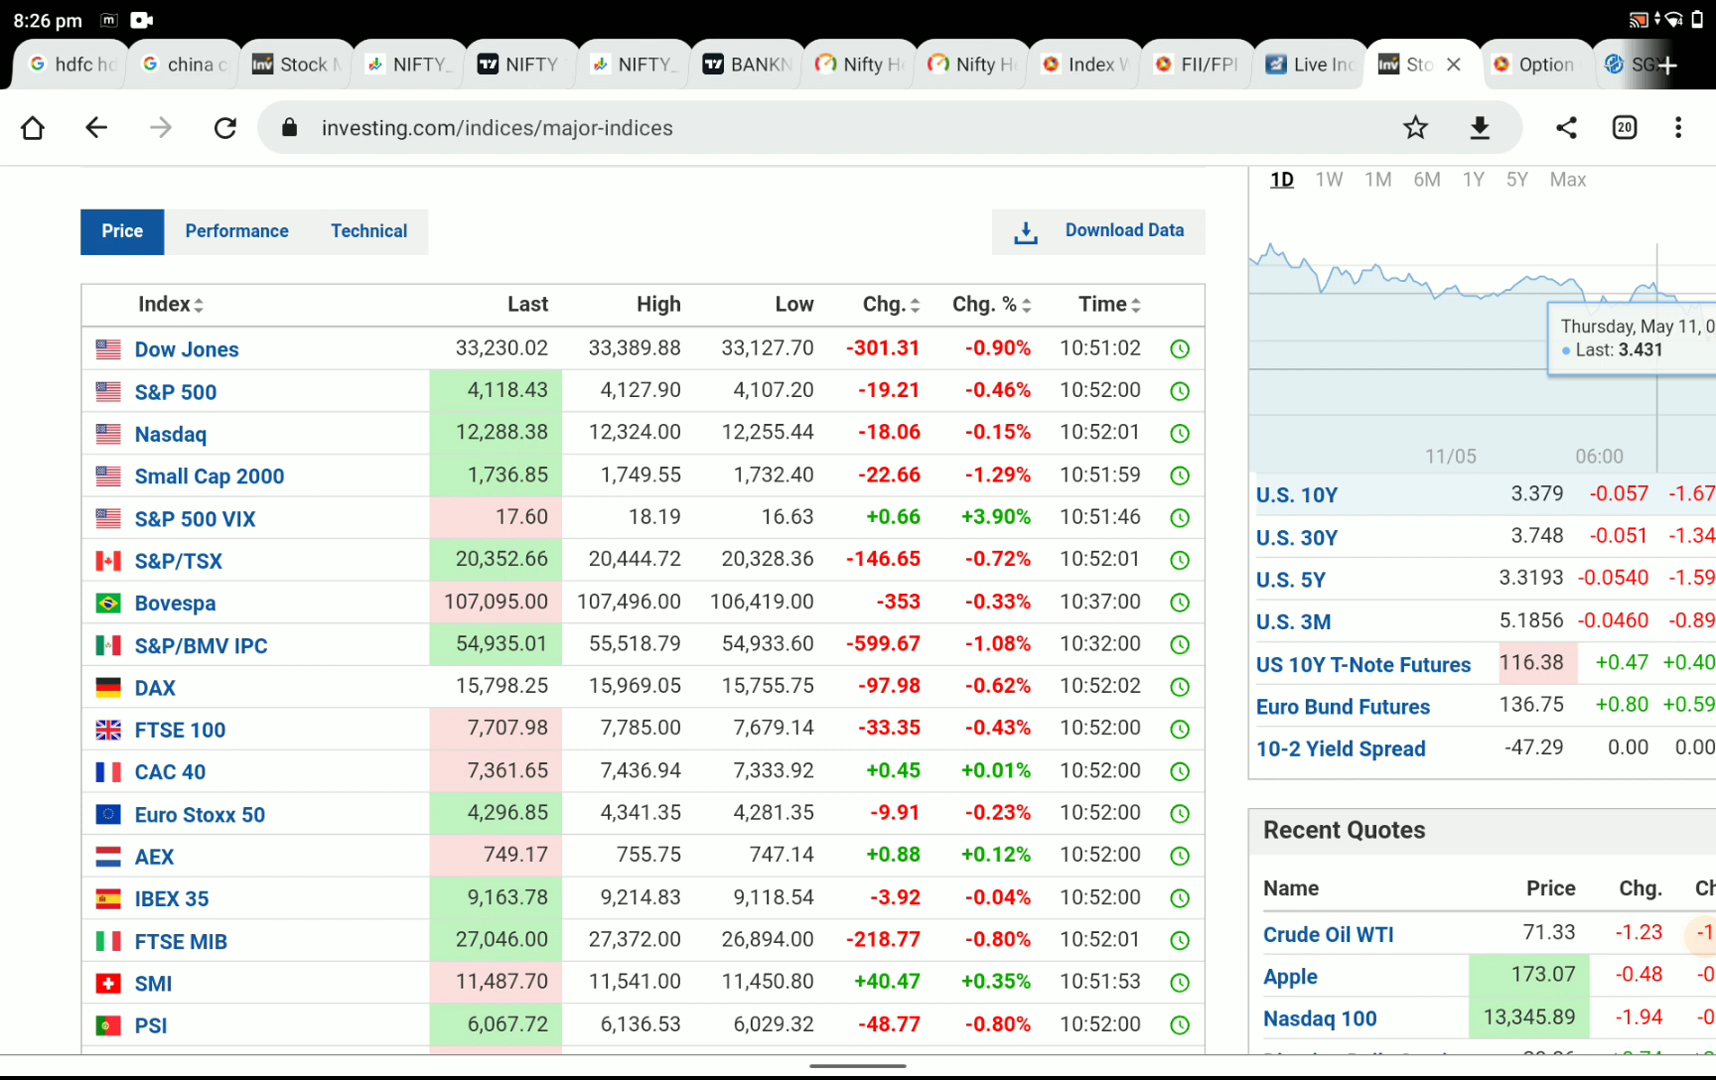 8:26 pm
hdfc hd
china c
Stock M
NIFTY_
NIFTY
NIFTY_
BANKN
Nifty He
Nifty He
Index W
FII/FPI
Live Ind
Sto
Option
SGX
investing.com/indices/major-indices
20
1D 1W 1M 6M 1Y 5Y Max
Price Performance Technical
Download Data
Index Last High Low Chg. Chg. % Time
Dow Jones 33,230.02 33,389.88 33,127.70 -301.31 -0.90% 10:51:02
S&P 500 4,118.43 4,127.90 4,107.20 -19.21 -0.46% 10:52:00
Nasdaq 12,288.38 12,324.00 12,255.44 -18.06 -0.15% 10:52:01
Small Cap 2000 1,736.85 1,749.55 1,732.40 -22.66 -1.29% 10:51:59
S&P 500 VIX 17.60 18.19 16.63 +0.66 +3.90% 10:51:46
S&P/TSX 20,352.66 20,444.72 20,328.36 -146.65 -0.72% 10:52:01
Bovespa 107,095.00 107,496.00 106,419.00 -353 -0.33% 10:37:00
S&P/BMV IPC 54,935.01 55,518.79 54,933.60 -599.67 -1.08% 10:32:00
DAX 15,798.25 15,969.05 15,755.75 -97.98 -0.62% 10:52:02
FTSE 100 7,707.98 7,785.00 7,679.14 -33.35 -0.43% 10:52:00
CAC 40 7,361.65 7,436.94 7,333.92 +0.45 +0.01% 10:52:00
Euro Stoxx 50 4,296.85 4,341.35 4,281.35 -9.91 -0.23% 10:52:00
AEX 749.17 755.75 747.14 +0.88 +0.12% 10:52:00
IBEX 35 9,163.78 9,214.83 9,118.54 -3.92 -0.04% 10:52:00
FTSE MIB 27,046.00 27,372.00 26,894.00 -218.77 -0.80% 10:52:01
SMI 11,487.70 11,541.00 11,450.80 +40.47 +0.35% 10:51:53
PSI 6,067.72 6,136.53 6,029.32 -48.77 -0.80% 10:52:00
Thursday, May 11, 0
Last: 3.431
11/05 06:00
U.S. 10Y 3.379 -0.057 -1.67
U.S. 30Y 3.748 -0.051 -1.34
U.S. 5Y 3.3193 -0.0540 -1.59
U.S. 3M 5.1856 -0.0460 -0.89
US 10Y T-Note Futures 116.38 +0.47 +0.40
Euro Bund Futures 136.75 +0.80 +0.59
10-2 Yield Spread -47.29 0.00 0.00
Recent Quotes
Name Price Chg. Ch
Crude Oil WTI 71.33 -1.23 -1
Apple 173.07 -0.48 -0
Nasdaq 100 13,345.89 -1.94 -0